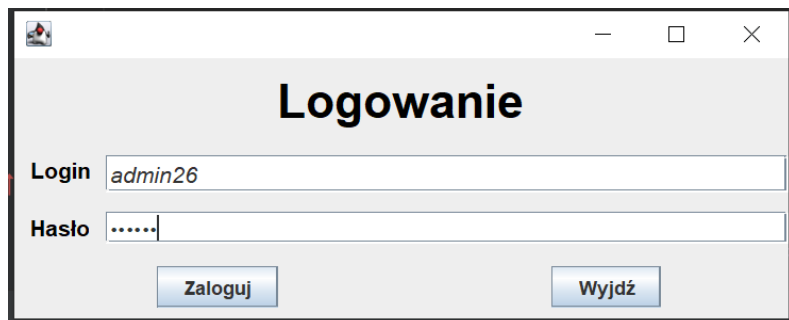 Logowanie
Login admin26
Hasło ••••••
Zaloguj Wyjdź